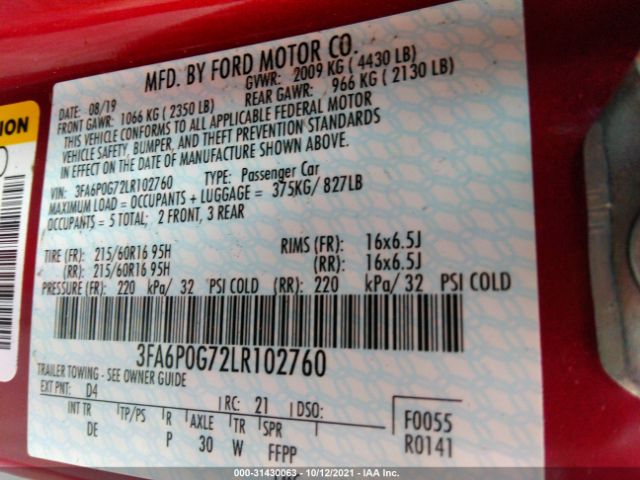 MFD. BY FORD MOTOR CO.
DATE: 08/19 GVWR: 2009 KG ( 4430 LB)
FRONT GAWR: 1066 KG ( 2350 LB) REAR GAWR: 966 KG ( 2130 LB)
THIS VEHICLE CONFORMS TO ALL APPLICABLE FEDERAL MOTOR
VEHICLE SAFETY, BUMPER, AND THEFT PREVENTION STANDARDS
IN EFFECT ON THE DATE OF MANUFACTURE SHOWN ABOVE.
VIN: 3FA6P0G72LR102760 TYPE: Passenger Car
MAXIMUM LOAD = OCCUPANTS + LUGGAGE = 375KG/ 827LB
OCCUPANTS = 5 TOTAL; 2 FRONT, 3 REAR
TIRE (FR): 215/60R16 95H RIMS (FR): 16x6.5J
(RR): 215/60R16 95H (RR): 16x6.5J
PRESSURE (FR): 220 kPa/ 32 PSI COLD (RR): 220 kPa/ 32 PSI COLD
3FA6P0G72LR102760
TRAILER TOWING - SEE OWNER GUIDE
EXT PNT: D4 RC: 21 DSO:
INT TR TP/PS R AXLE TR SPR F0055
DE P 30 W FFPP R0141
ION
000-31430063 - 10/12/2021 - IAA Inc.